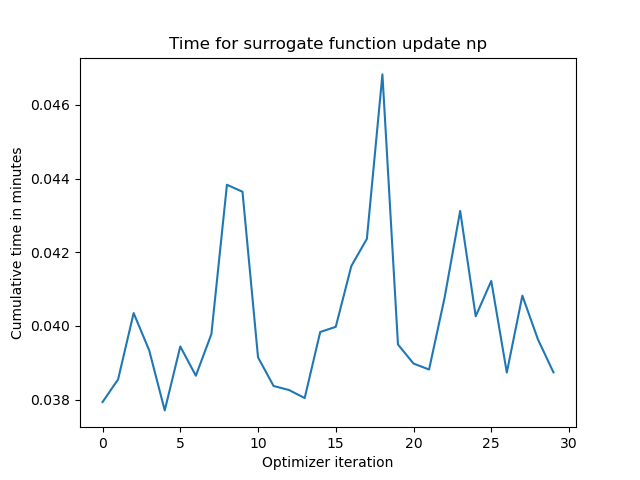 Time for surrogate function update np
Cumulative time in minutes
0.046
0.044
0.042
0.040
0.038
0 5 10 15 20 25 30
Optimizer iteration